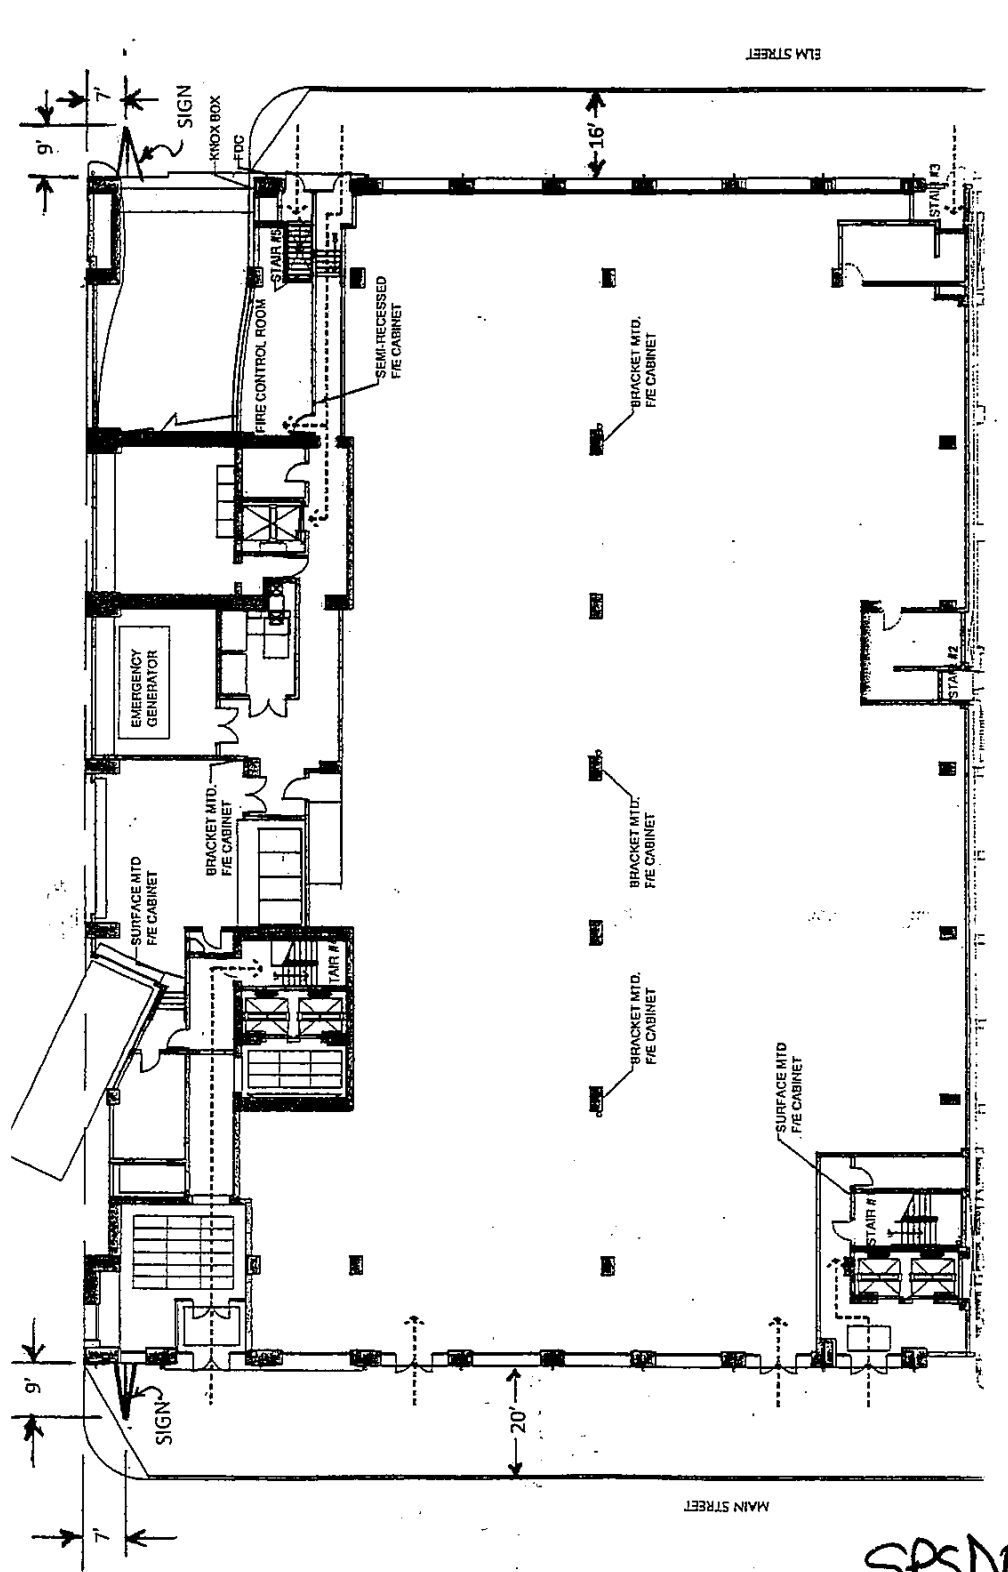 ELM STREET
7'
9'
SIGN
KNOX BOX
FDC
16'
STAIR #3
STAIR #5
FIRE CONTROL ROOM
SEMI-RECESSED
F/E CABINET
BRACKET MTD.
F/E CABINET
EMERGENCY
GENERATOR
STAIR #2
BRACKET MTD.
F/E CABINET
BRACKET MTD.
F/E CABINET
SURFACE MTD
F/E CABINET
TAIR #
BRACKET MTD.
F/E CABINET
SURFACE MTD
F/E CABINET
STAIR #
9'
SIGN
20'
7'
MAIN STREET